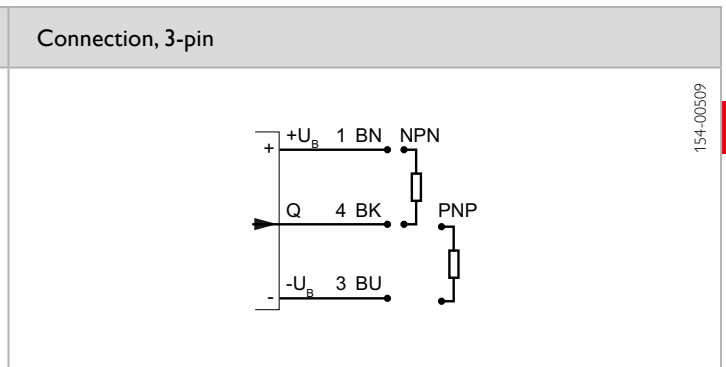 Connection, 3-pin
154-00509
+U_B 1 BN NPN
+
Q 4 BK PNP
-U_B 3 BU
-